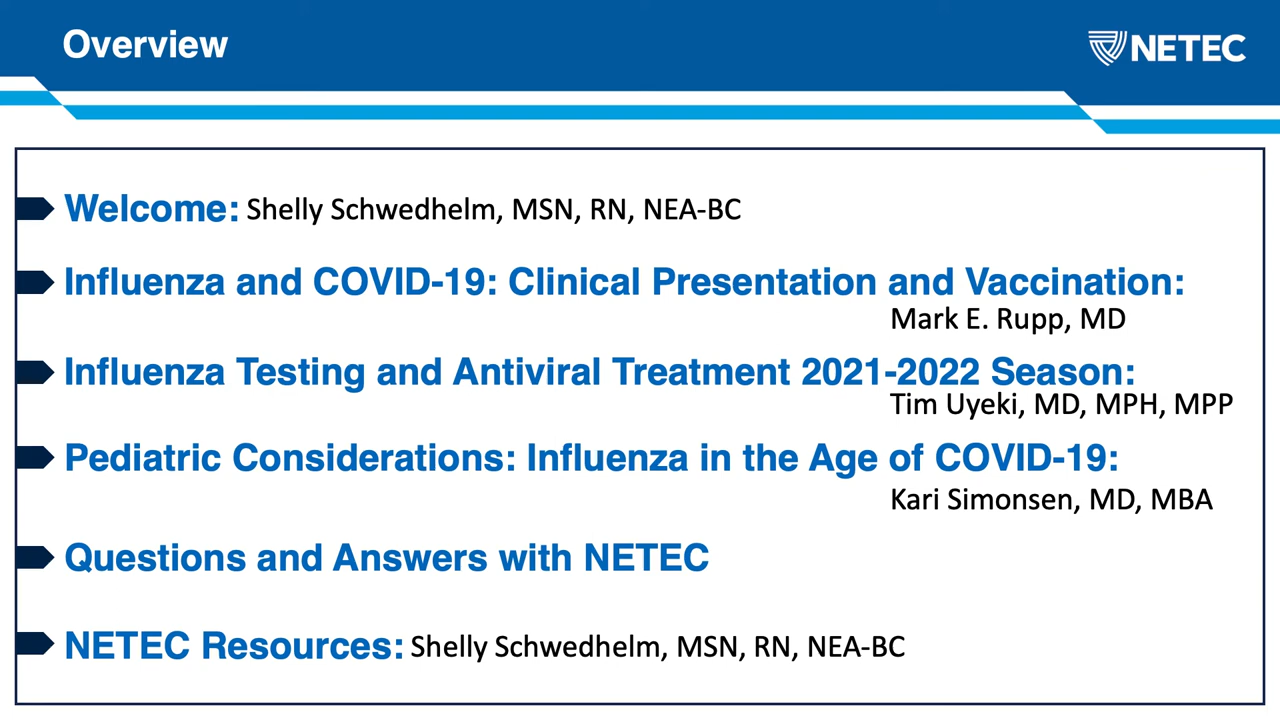 Overview
NETEC
Welcome: Shelly Schwedhelm, MSN, RN, NEA-BC
Influenza and COVID-19: Clinical Presentation and Vaccination:
Mark E. Rupp, MD
Influenza Testing and Antiviral Treatment 2021-2022 Season:
Tim Uyeki, MD, MPH, MPP
Pediatric Considerations: Influenza in the Age of COVID-19:
Kari Simonsen, MD, MBA
Questions and Answers with NETEC
NETEC Resources: Shelly Schwedhelm, MSN, RN, NEA-BC